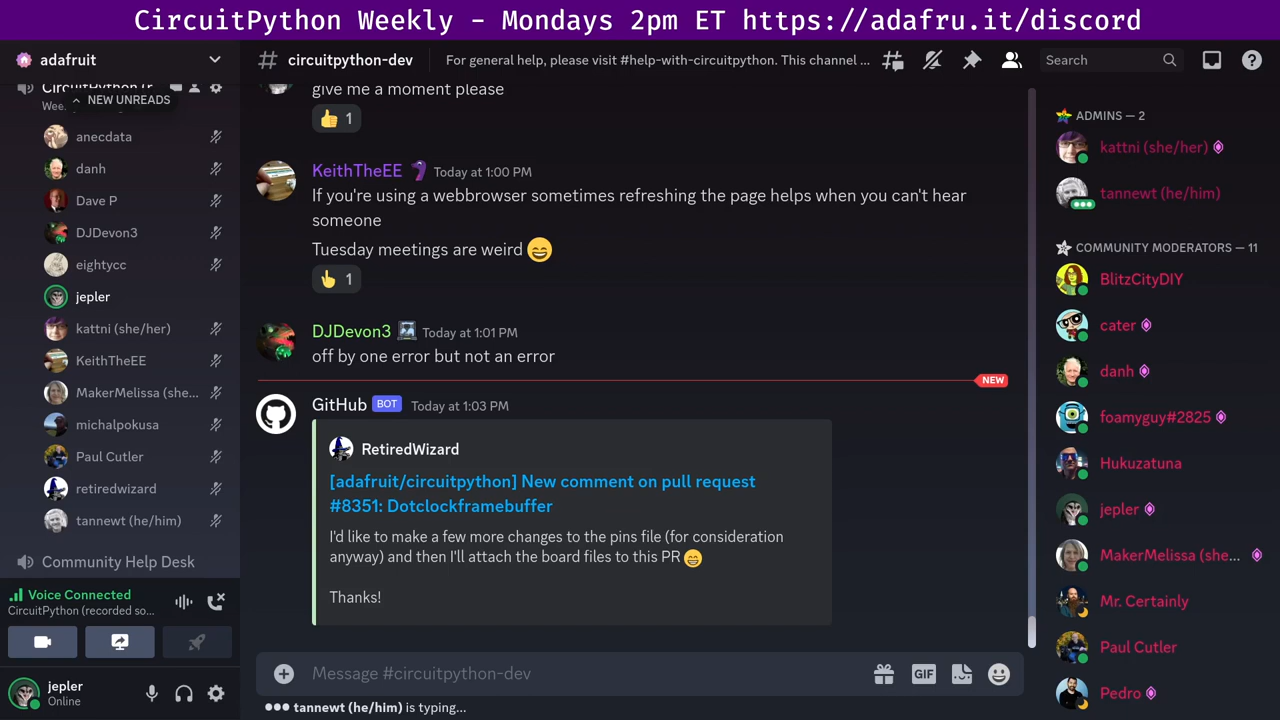 CircuitPython Weekly - Mondays 2pm ET https://adafru.it/discord
adafruit
CircuitPython (r
Wee
NEW UNREADS
anecdata
danh
Dave P
DJDevon3
eightycc
jepler
kattni (she/her)
KeithTheEE
MakerMelissa (she...
michalpokusa
Paul Cutler
retiredwizard
tannewt (he/him)
Community Help Desk
Voice Connected
CircuitPython (recorded so...
jepler
Online
# circuitpython-dev
For general help, please visit #help-with-circuitpython. This channel ...
Search
give me a moment please
1
KeithTheEE Today at 1:00 PM
If you're using a webbrowser sometimes refreshing the page helps when you can't hear
someone
Tuesday meetings are weird
1
DJDevon3 Today at 1:01 PM
off by one error but not an error
NEW
GitHub BOT Today at 1:03 PM
RetiredWizard
[adafruit/circuitpython] New comment on pull request
#8351: Dotclockframebuffer
I'd like to make a few more changes to the pins file (for consideration
anyway) and then I'll attach the board files to this PR
Thanks!
Message #circuitpython-dev
GIF
tannewt (he/him) is typing...
ADMINS — 2
kattni (she/her)
tannewt (he/him)
COMMUNITY MODERATORS — 11
BlitzCityDIY
cater
danh
foamyguy#2825
Hukuzatuna
jepler
MakerMelissa (she...
Mr. Certainly
Paul Cutler
Pedro